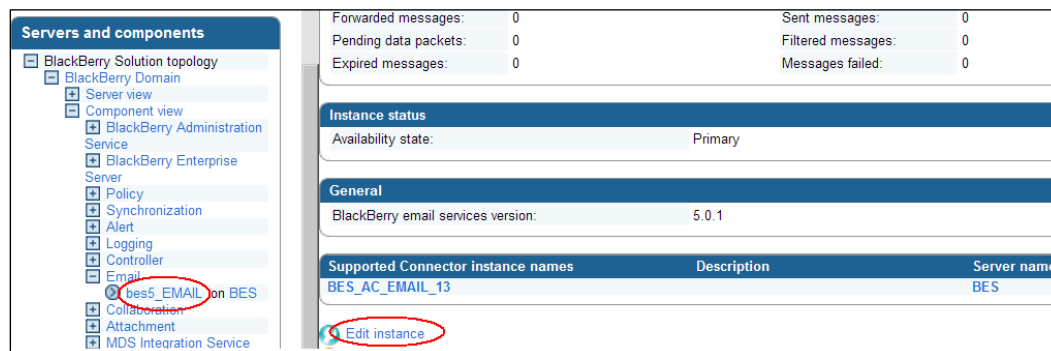 Servers and components
BlackBerry Solution topology
BlackBerry Domain
Server view
Component view
BlackBerry Administration
Service
BlackBerry Enterprise
Server
Policy
Synchronization
Alert
Logging
Controller
Email
bes5_EMAIL on BES
Collaboration
Attachment
MDS Integration Service
Forwarded messages: 0 Sent messages: 0
Pending data packets: 0 Filtered messages: 0
Expired messages: 0 Messages failed: 0
Instance status
Availability state: Primary
General
BlackBerry email services version: 5.0.1
Supported Connector instance names Description Server name
BES_AC_EMAIL_13 BES
Edit instance